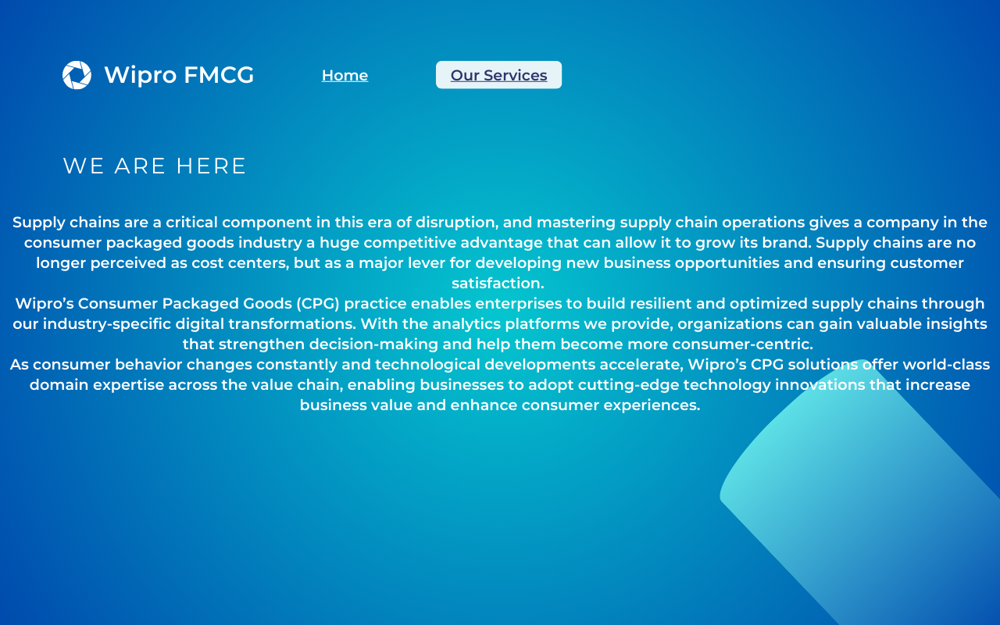 Wipro FMCG
Home
Our Services
WE ARE HERE
Supply chains are a critical component in this era of disruption, and mastering supply chain operations gives a company in the
consumer packaged goods industry a huge competitive advantage that can allow it to grow its brand. Supply chains are no
longer perceived as cost centers, but as a major lever for developing new business opportunities and ensuring customer
satisfaction.
Wipro’s Consumer Packaged Goods (CPG) practice enables enterprises to build resilient and optimized supply chains through
our industry-specific digital transformations. With the analytics platforms we provide, organizations can gain valuable insights
that strengthen decision-making and help them become more consumer-centric.
As consumer behavior changes constantly and technological developments accelerate, Wipro’s CPG solutions offer world-class
domain expertise across the value chain, enabling businesses to adopt cutting-edge technology innovations that increase
business value and enhance consumer experiences.